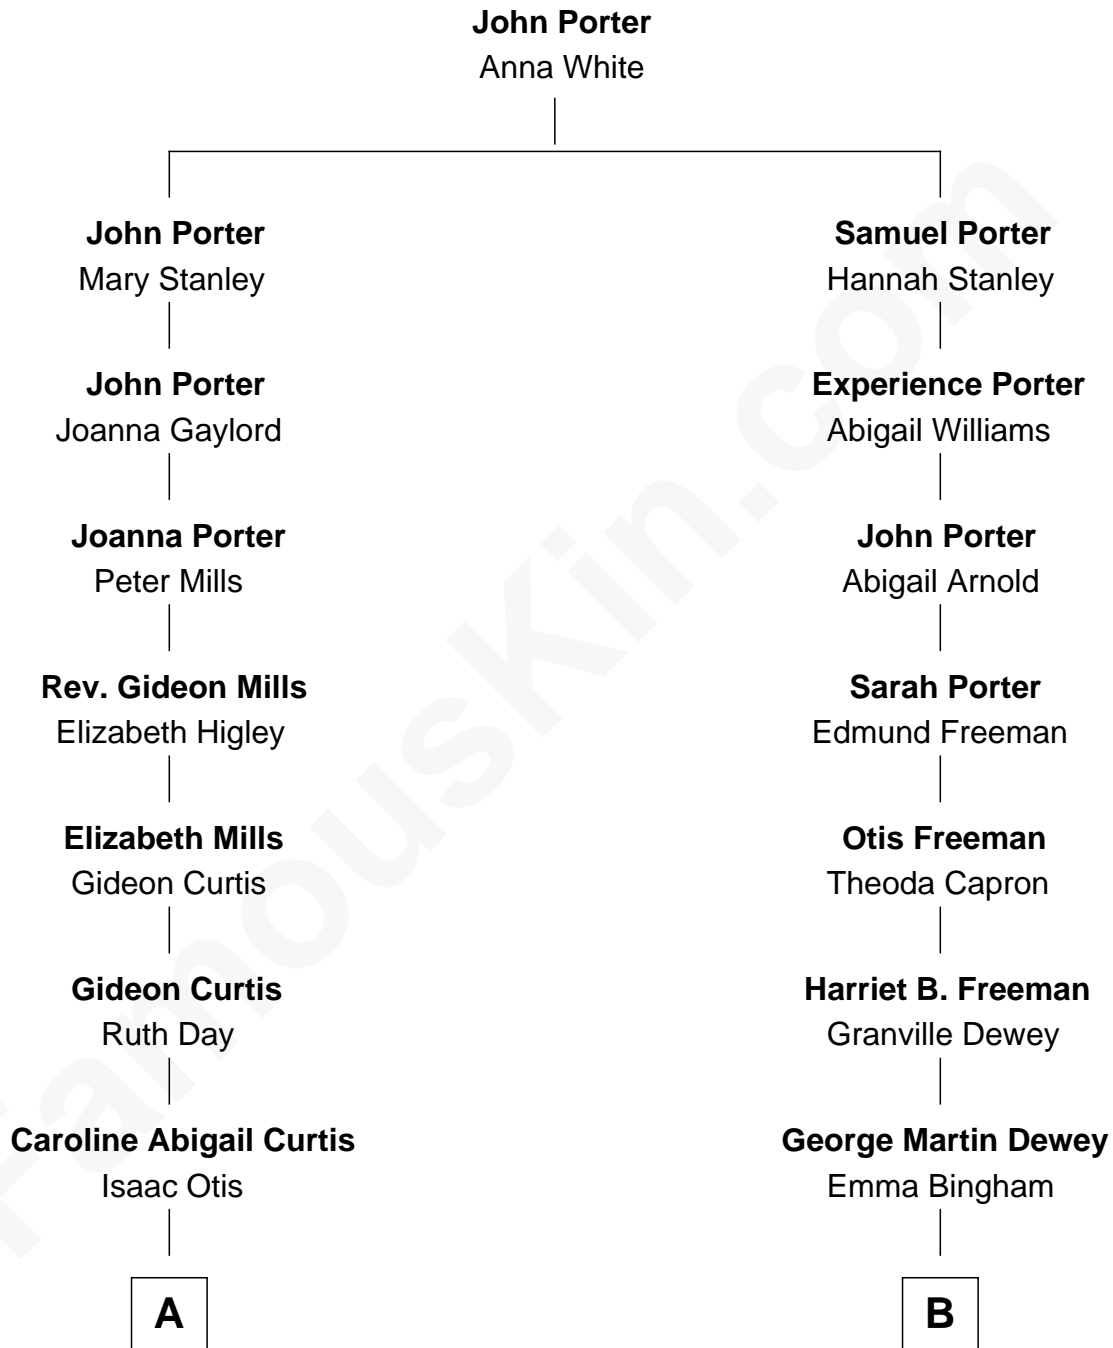 John Porter
Anna White
John Porter
Mary Stanley
Samuel Porter
Hannah Stanley
John Porter
Joanna Gaylord
Experience Porter
Abigail Williams
Joanna Porter
Peter Mills
John Porter
Abigail Arnold
Rev. Gideon Mills
Elizabeth Higley
Sarah Porter
Edmund Freeman
Elizabeth Mills
Gideon Curtis
Otis Freeman
Theoda Capron
Gideon Curtis
Ruth Day
Harriet B. Freeman
Granville Dewey
Caroline Abigail Curtis
Isaac Otis
George Martin Dewey
Emma Bingham
A
B
FamousKin.com